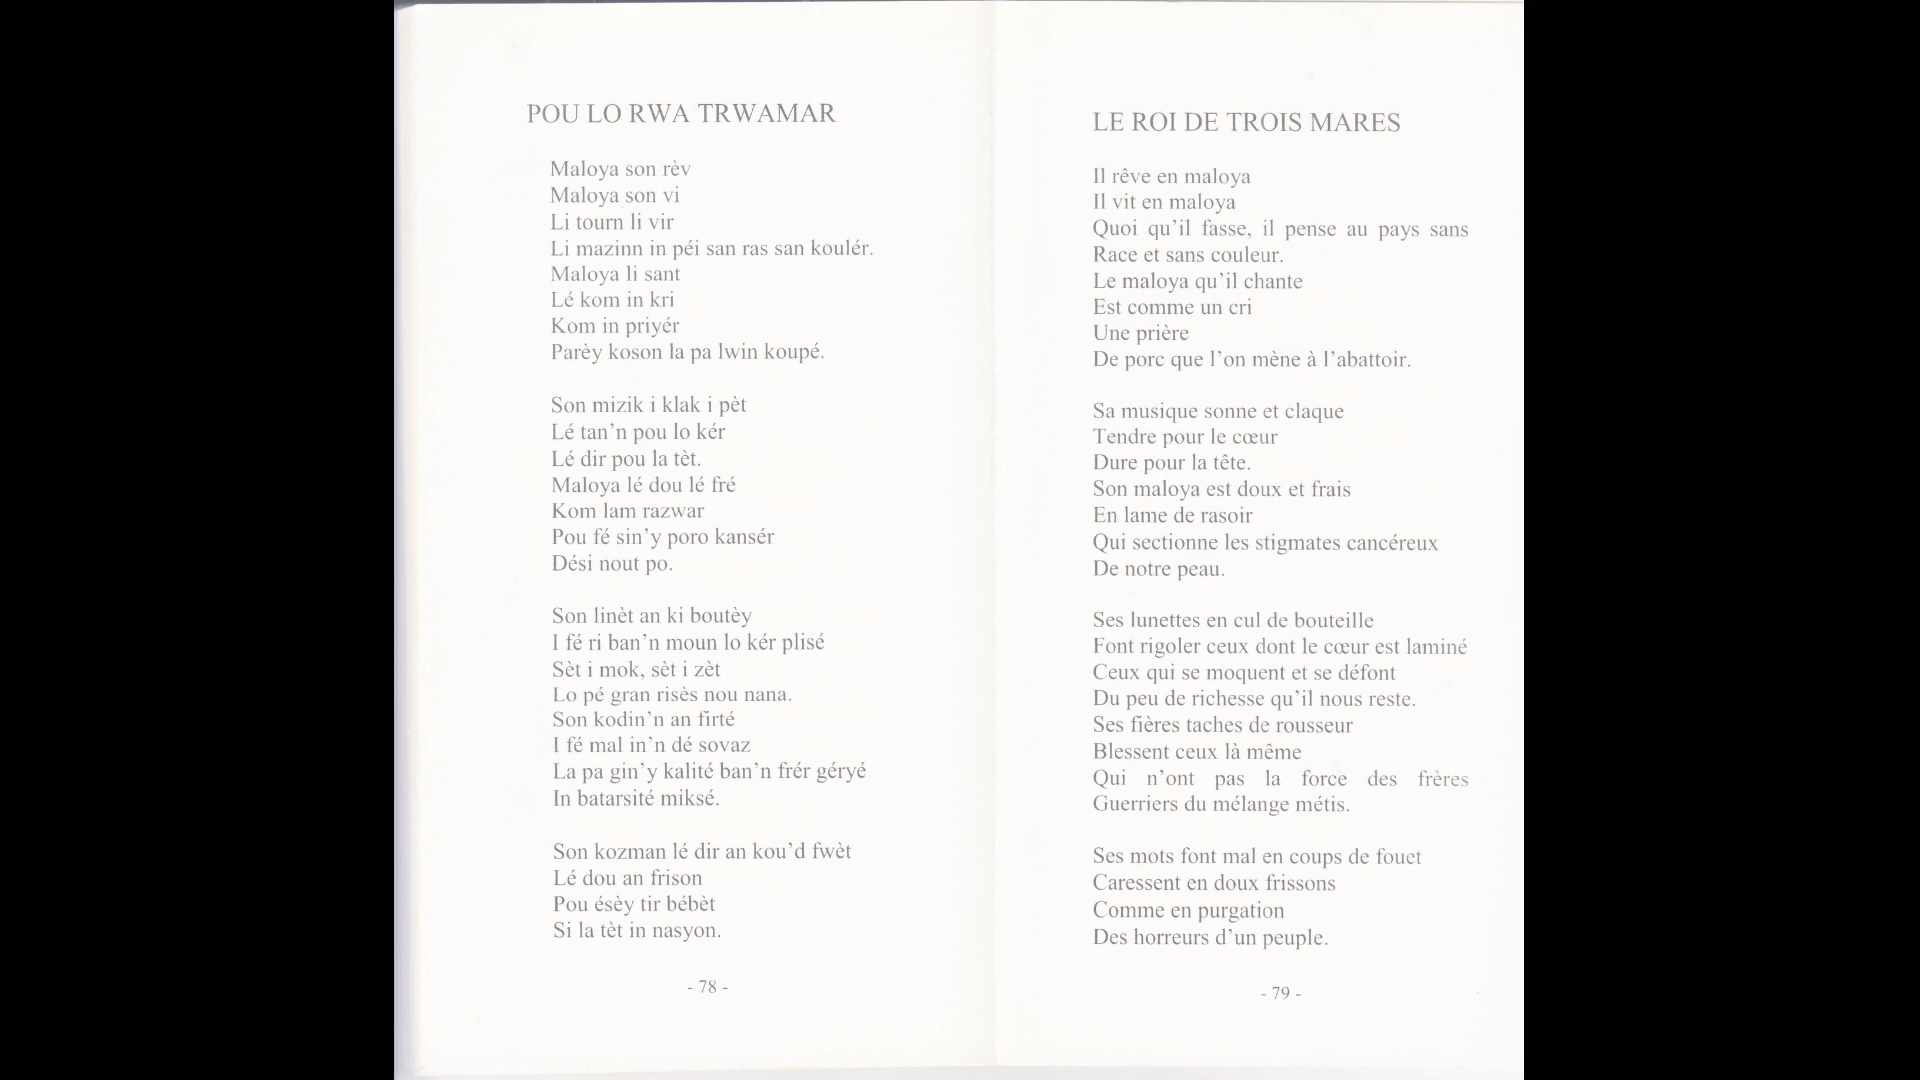 POU LO RWA TRWAMAR
Maloya son rèv
Maloya son vi
Li tourn li vir
Li mazinn in péi san ras san koulér.
Maloya li sant
Lé kom in kri
Kom in priyér
Parèy koson la pa lwin koupé.
Son mizik i klak i pèt
Lé tan'n pou lo kér
Lé dir pou la tèt.
Maloya lé dou lé fré
Kom lam razwar
Pou fé sin'y poro kansér
Dési nout po.
Son linèt an ki boutèy
I fé ri ban'n moun lo kér plisé
Sèt i mok, sèt i zèt
Lo pé gran risès nou nana.
Son kodin'n an firté
I fé mal in'n dé sovaz
La pa gin'y kalité ban'n frér géryé
In batarsité miksé.
Son kozman lé dir an kou'd fwèt
Lé dou an frison
Pou ésèy tir bébèt
Si la tèt in nasyon.
- 78 -
LE ROI DE TROIS MARES
Il rêve en maloya
Il vit en maloya
Quoi qu'il fasse, il pense au pays sans
Race et sans couleur.
Le maloya qu'il chante
Est comme un cri
Une prière
De porc que l'on mène à l'abattoir.
Sa musique sonne et claque
Tendre pour le cœur
Dure pour la tête.
Son maloya est doux et frais
En lame de rasoir
Qui sectionne les stigmates cancéreux
De notre peau.
Ses lunettes en cul de bouteille
Font rigoler ceux dont le cœur est laminé
Ceux qui se moquent et se défont
Du peu de richesse qu'il nous reste.
Ses fières taches de rousseur
Blessent ceux là même
Qui n'ont pas la force des frères
Guerriers du mélange métis.
Ses mots font mal en coups de fouet
Caressent en doux frissons
Comme en purgation
Des horreurs d'un peuple.
- 79 -